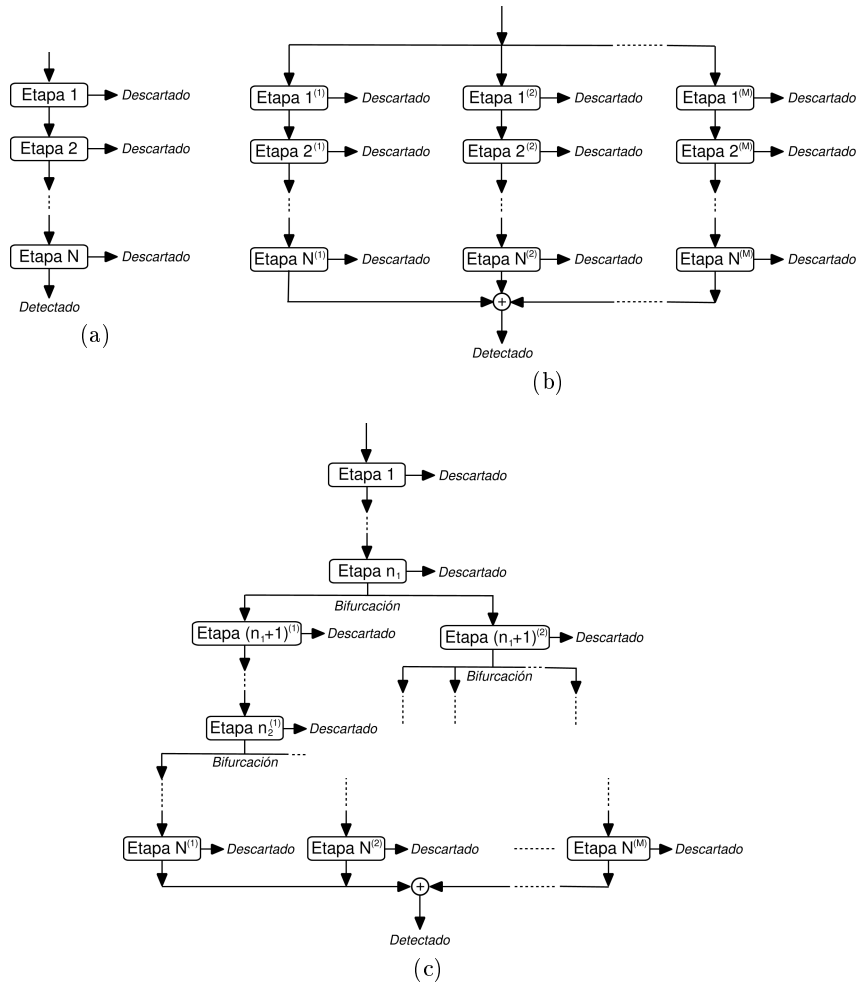 Etapa 1 Descartado
Etapa 2 Descartado
Etapa N Descartado
Detectado
(a)
Etapa 1(1) Descartado Etapa 1(2) Descartado Etapa 1(M) Descartado
Etapa 2(1) Descartado Etapa 2(2) Descartado Etapa 2(M) Descartado
Etapa N(1) Descartado Etapa N(2) Descartado Etapa N(M) Descartado
+
Detectado
(b)
Etapa 1 Descartado
Etapa n1 Descartado
Bifurcación
Etapa (n1+1)(1) Descartado Etapa (n1+1)(2) Descartado
Bifurcación
Etapa n2(1) Descartado
Bifurcación
Etapa N(1) Descartado Etapa N(2) Descartado Etapa N(M) Descartado
+
Detectado
(c)